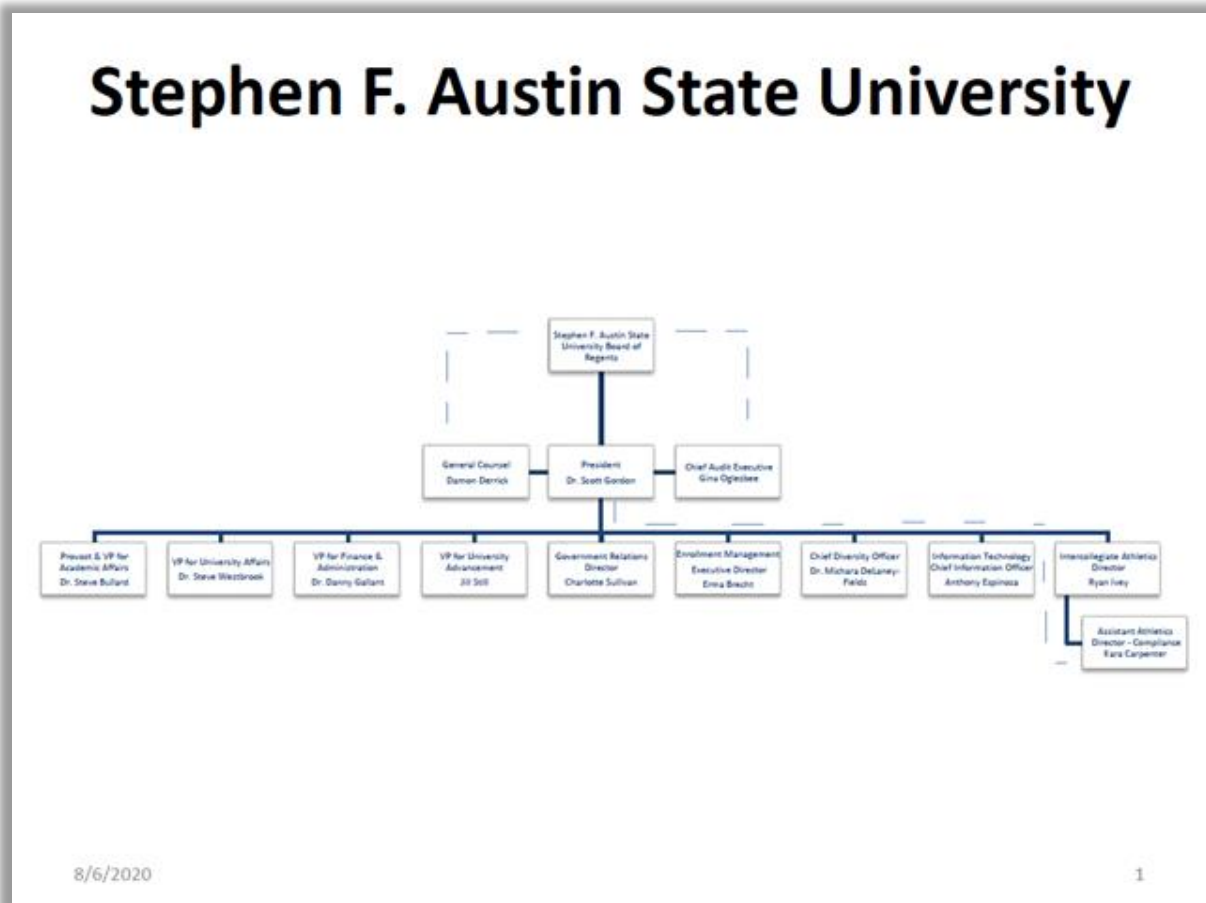 Stephen F. Austin State University
Stephen F. Austin State
University Board of
Regents
General Counsel
Damon Derrick
President
Dr. Scott Gordon
Chief Audit Executive
Gina Oglesbee
Provost & VP for
Academic Affairs
Dr. Steve Bullard
VP for University Affairs
Dr. Steve Westbrook
VP for Finance &
Administration
Dr. Danny Gallant
VP for University
Advancement
Jill Still
Government Relations
Director
Charlotte Sullivan
Enrollment Management
Executive Director
Erma Brecht
Chief Diversity Officer
Dr. Michara DeLaney-
Fields
Information Technology
Chief Information Officer
Anthony Espinoza
Intercollegiate Athletics
Director
Ryan Ivey
Assistant Athletics
Director - Compliance
Kara Carpenter
8/6/2020
1